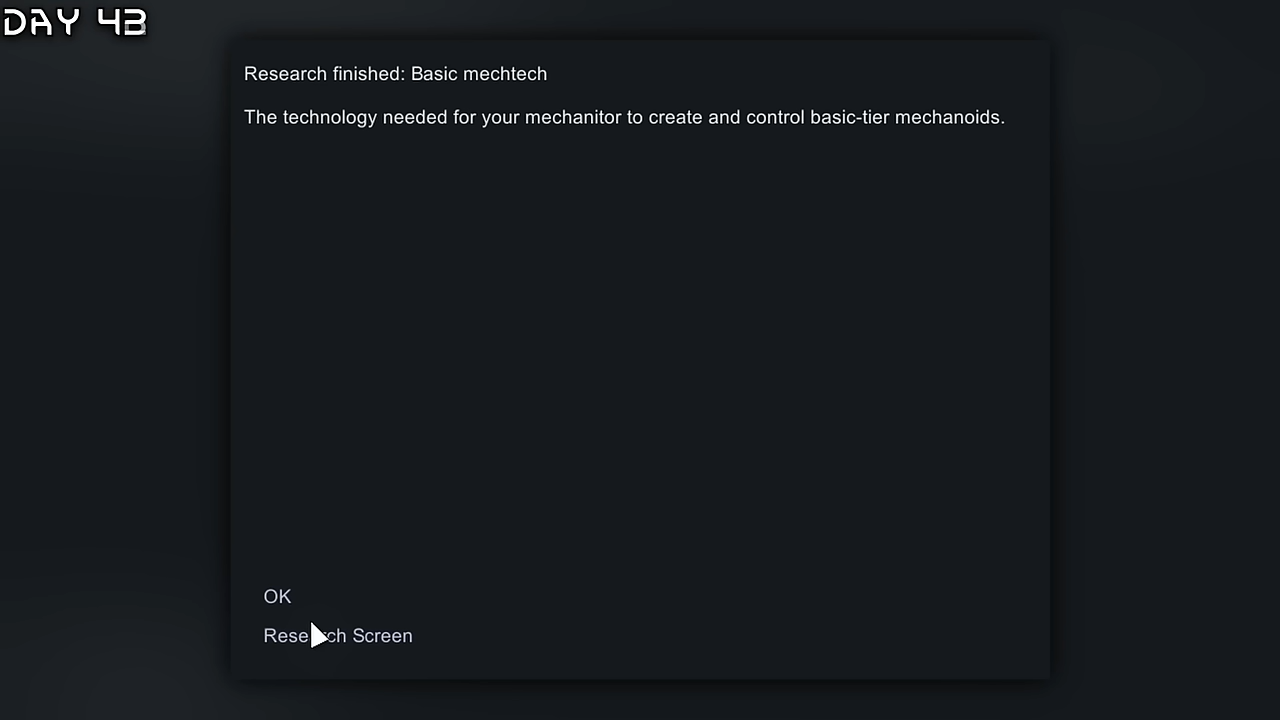 DAY 43
Research finished: Basic mechtech
The technology needed for your mechanitor to create and control basic-tier mechanoids.
OK
Research Screen